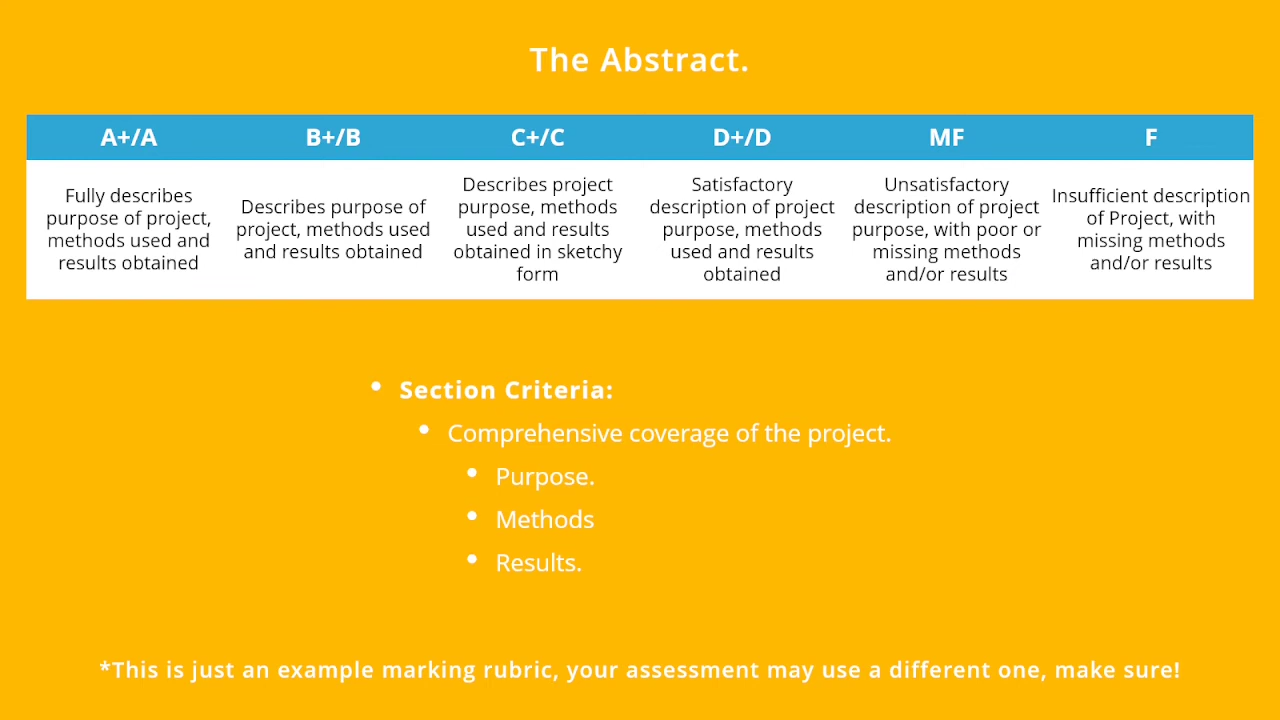 The Abstract.
A+/A
B+/B
C+/C
D+/D
MF
F
Fully describes
purpose of project,
methods used and
results obtained
Describes purpose of
project, methods used
and results obtained
Describes project
purpose, methods
used and results
obtained in sketchy
form
Satisfactory
description of project
purpose, methods
used and results
obtained
Unsatisfactory
description of project
purpose, with poor or
missing methods
and/or results
Insufficient description
of Project, with
missing methods
and/or results
• Section Criteria:
• Comprehensive coverage of the project.
• Purpose.
• Methods
• Results.
*This is just an example marking rubric, your assessment may use a different one, make sure!